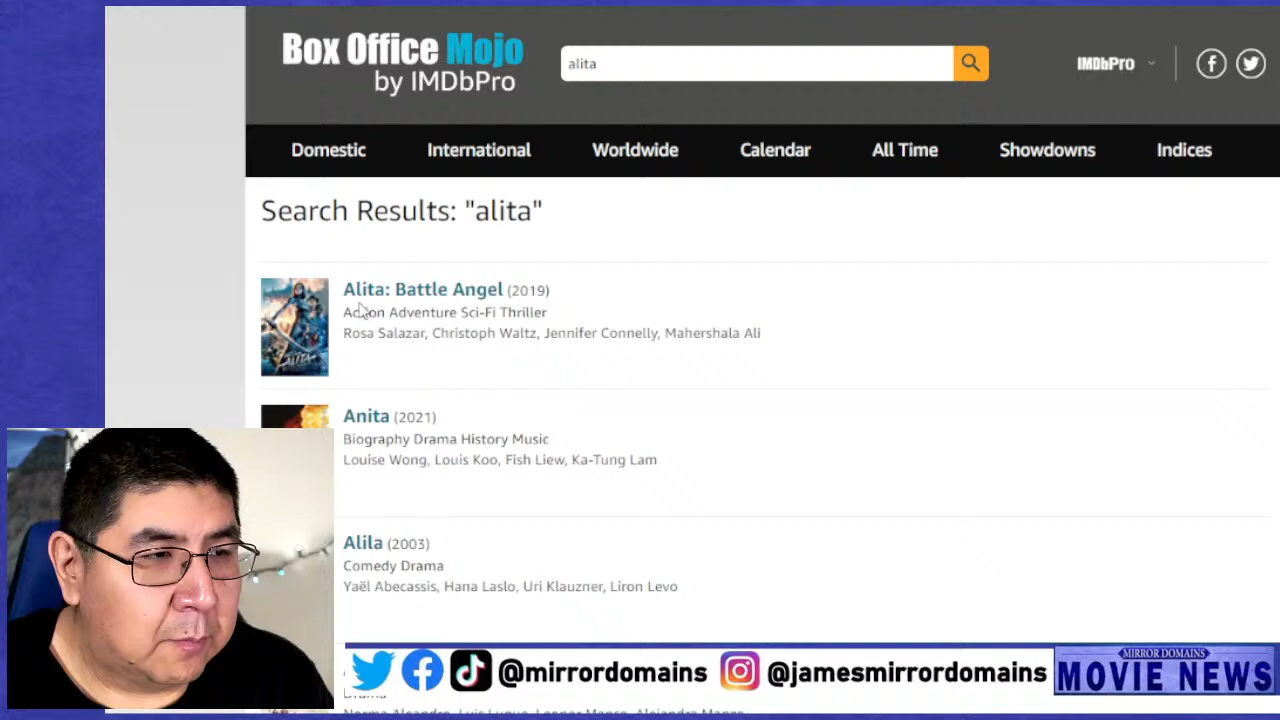 Box Office Mojo
by IMDbPro
alita
IMDbPro
Domestic International Worldwide Calendar All Time Showdowns Indices
Search Results: "alita"
Alita: Battle Angel (2019)
Action Adventure Sci-Fi Thriller
Rosa Salazar, Christoph Waltz, Jennifer Connelly, Mahershala Ali
Anita (2021)
Biography Drama History Music
Louise Wong, Louis Koo, Fish Liew, Ka-Tung Lam
Alila (2003)
Comedy Drama
Yaël Abecassis, Hana Laslo, Uri Klauzner, Liron Levo
@mirrordomains @jamesmirrordomains
MIRROR DOMAINS
MOVIE NEWS
Drama